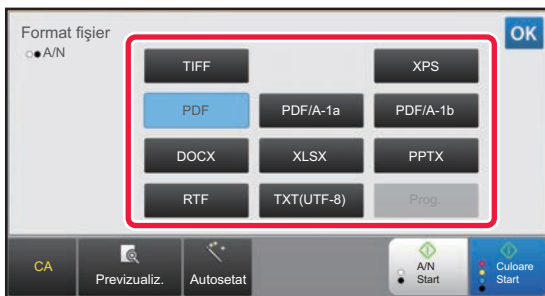 Format fișier
A/N
OK
TIFF XPS
PDF PDF/A-1a PDF/A-1b
DOCX XLSX PPTX
RTF TXT(UTF-8) Prog.
CA Previzualiz. Autosetat A/N Start Culoare Start